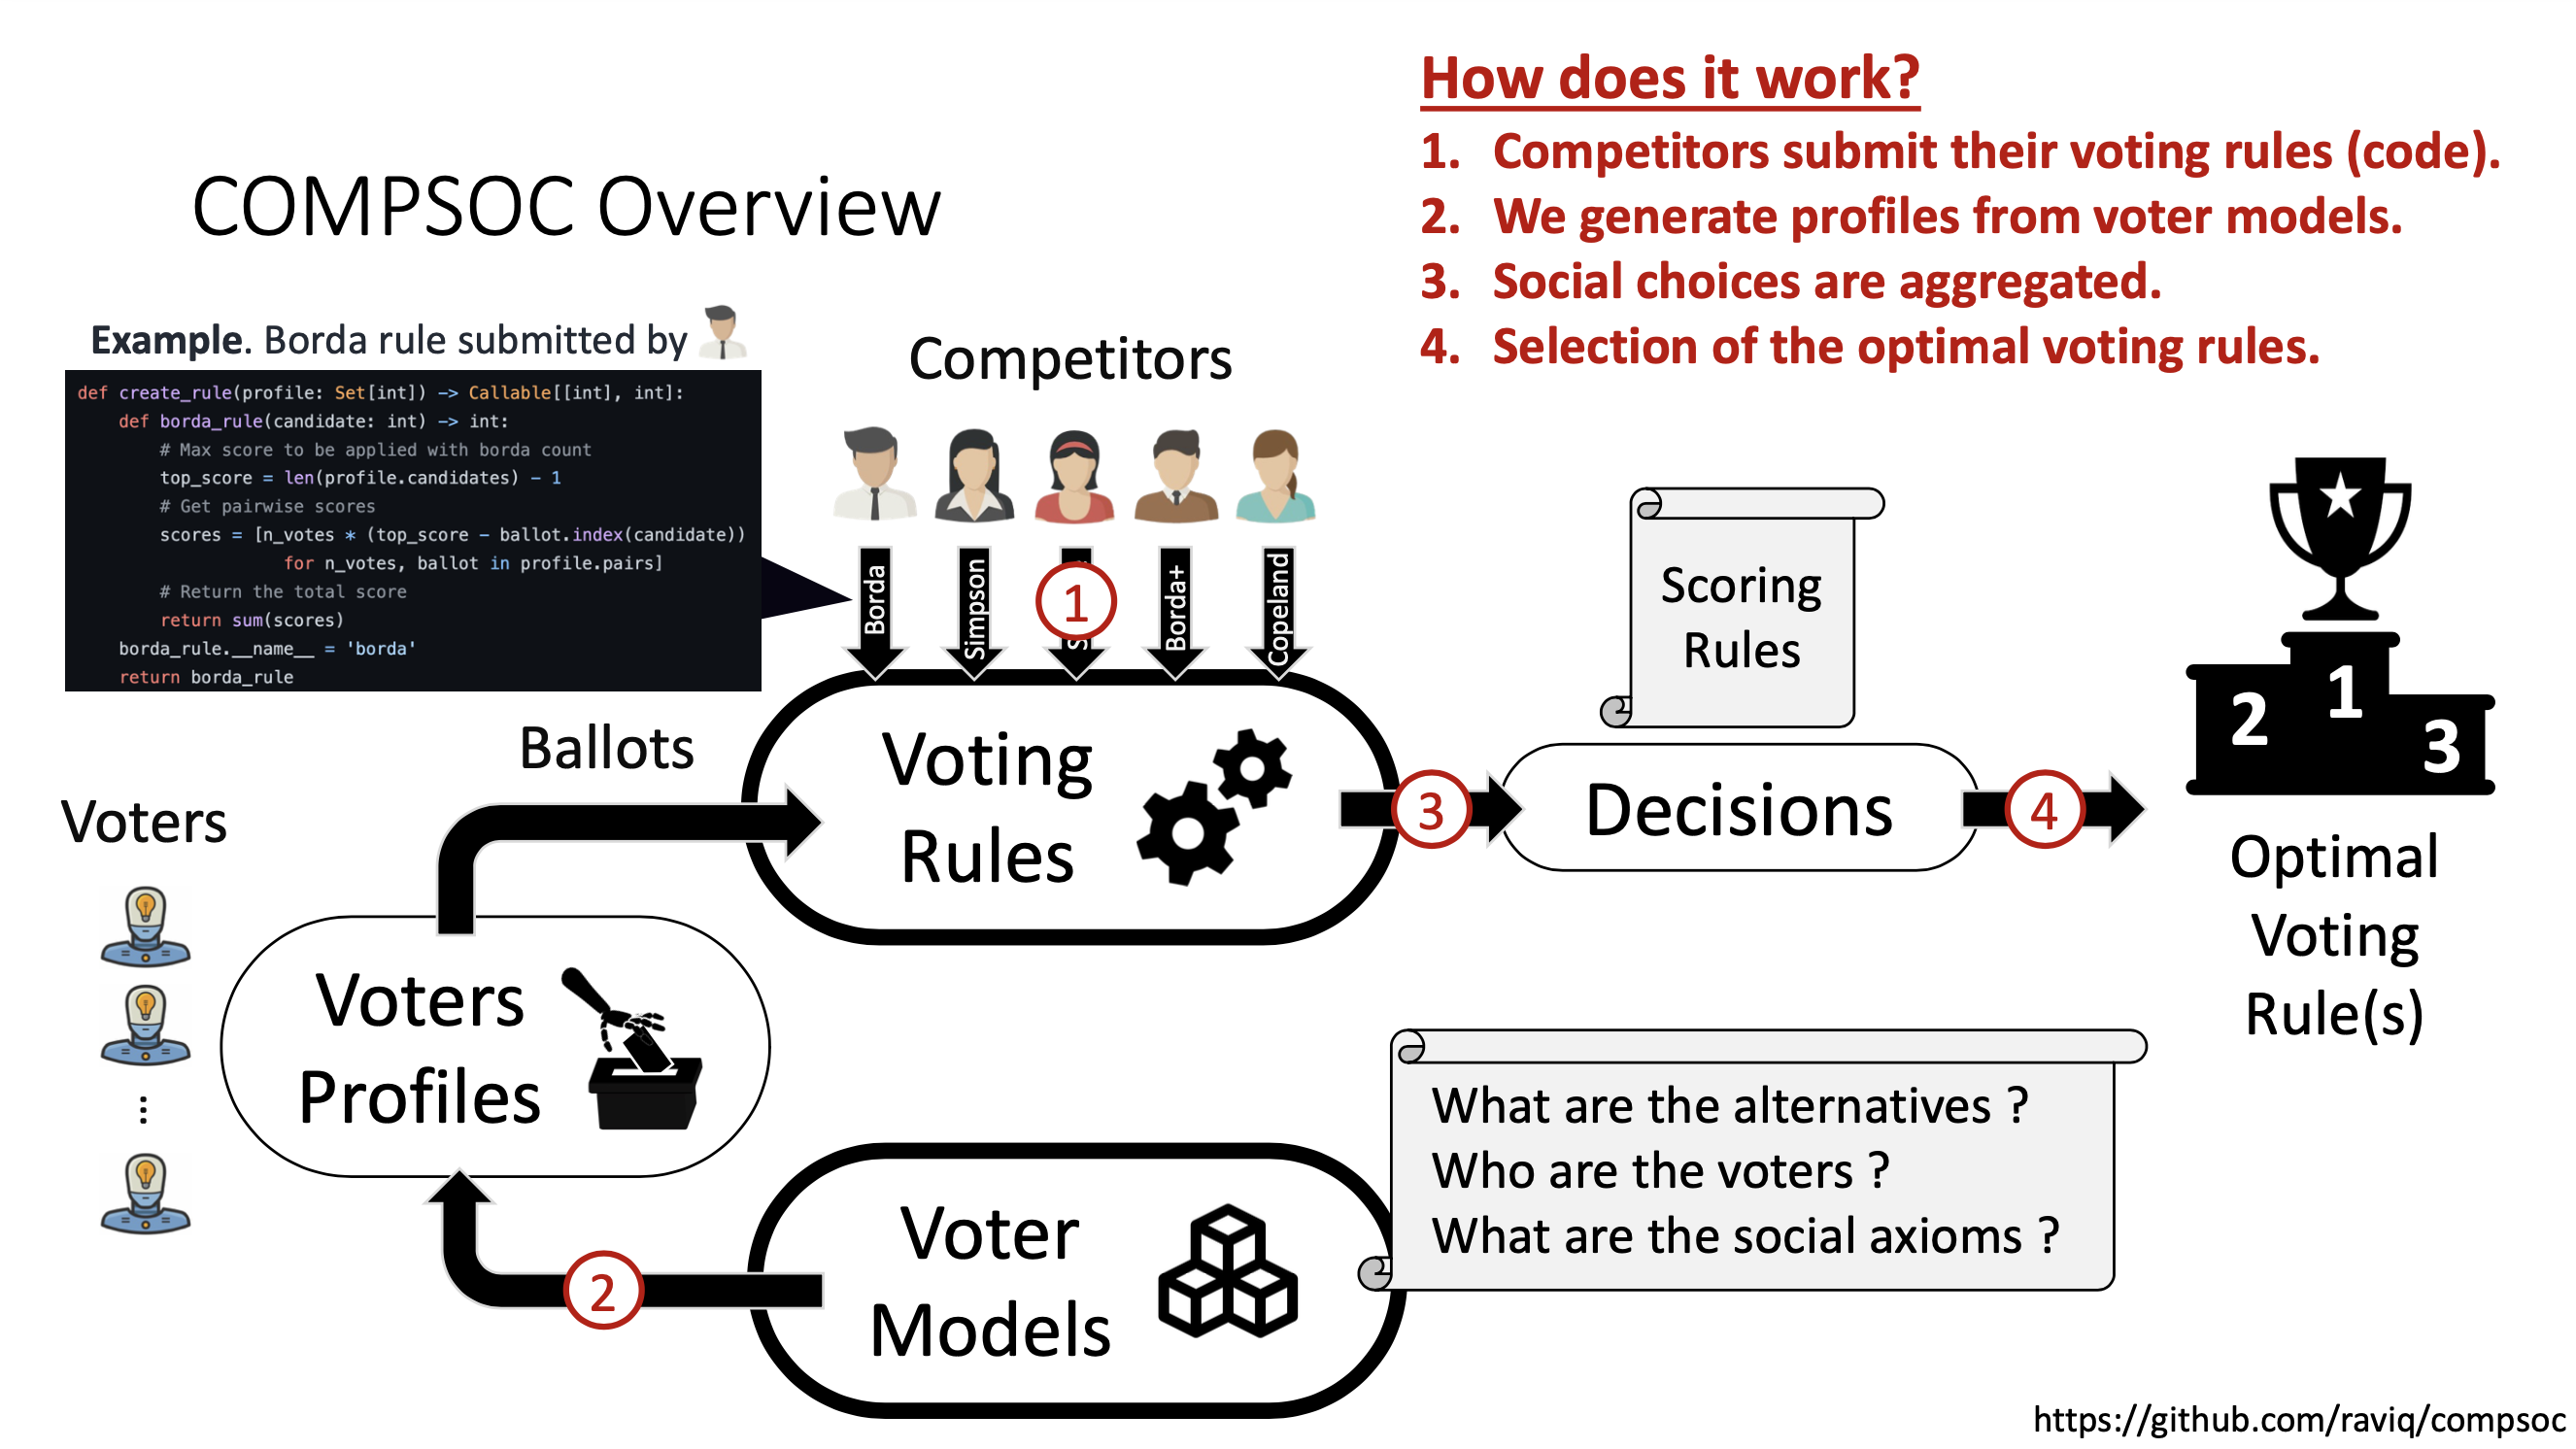 How does it work?
1. Competitors submit their voting rules (code).
2. We generate profiles from voter models.
3. Social choices are aggregated.
4. Selection of the optimal voting rules.
COMPSOC Overview
Example. Borda rule submitted by
def create_rule(profile: Set[int]) -> Callable[[int], int]:
    def borda_rule(candidate: int) -> int:
        # Max score to be applied with borda count
        top_score = len(profile.candidates) - 1
        # Get pairwise scores
        scores = [n_votes * (top_score - ballot.index(candidate))
                    for n_votes, ballot in profile.pairs]
        # Return the total score
        return sum(scores)
    borda_rule.__name__ = 'borda'
    return borda_rule
Competitors
Borda
Simpson
1
Borda+
Copeland
Scoring
Rules
2
1
3
Ballots
Voting
Rules
3
Decisions
4
Optimal
Voting
Rule(s)
Voters
Voters
Profiles
2
Voter
Models
What are the alternatives ?
Who are the voters ?
What are the social axioms ?
https://github.com/raviq/compsoc